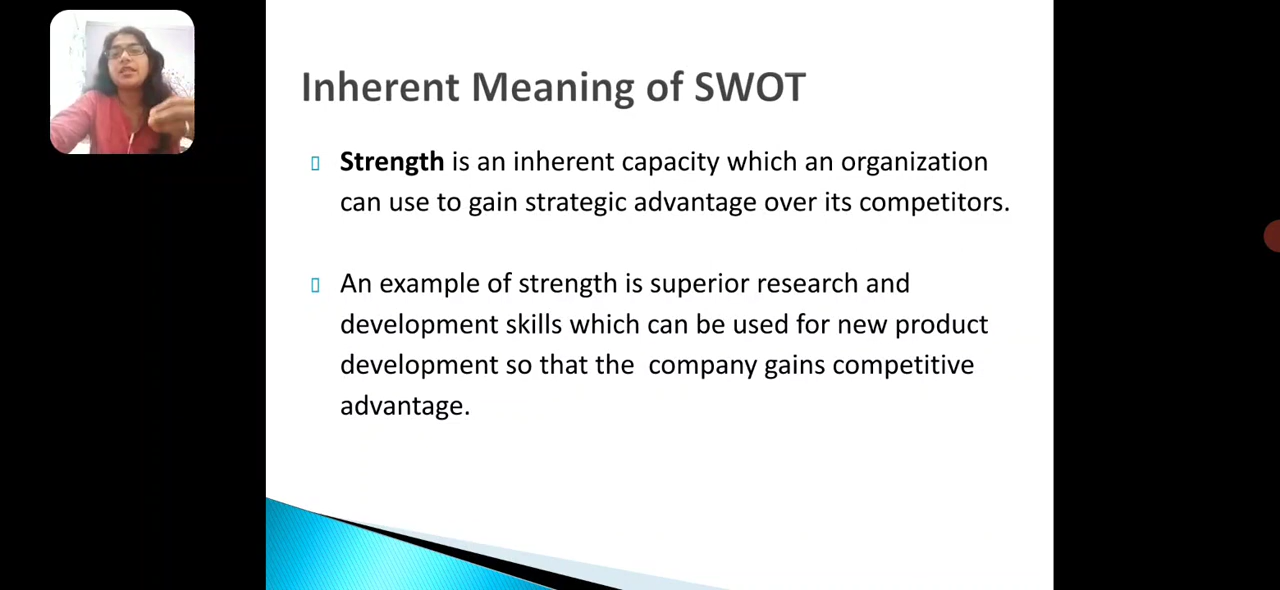 Inherent Meaning of SWOT
Strength is an inherent capacity which an organization
can use to gain strategic advantage over its competitors.
An example of strength is superior research and
development skills which can be used for new product
development so that the  company gains competitive
advantage.